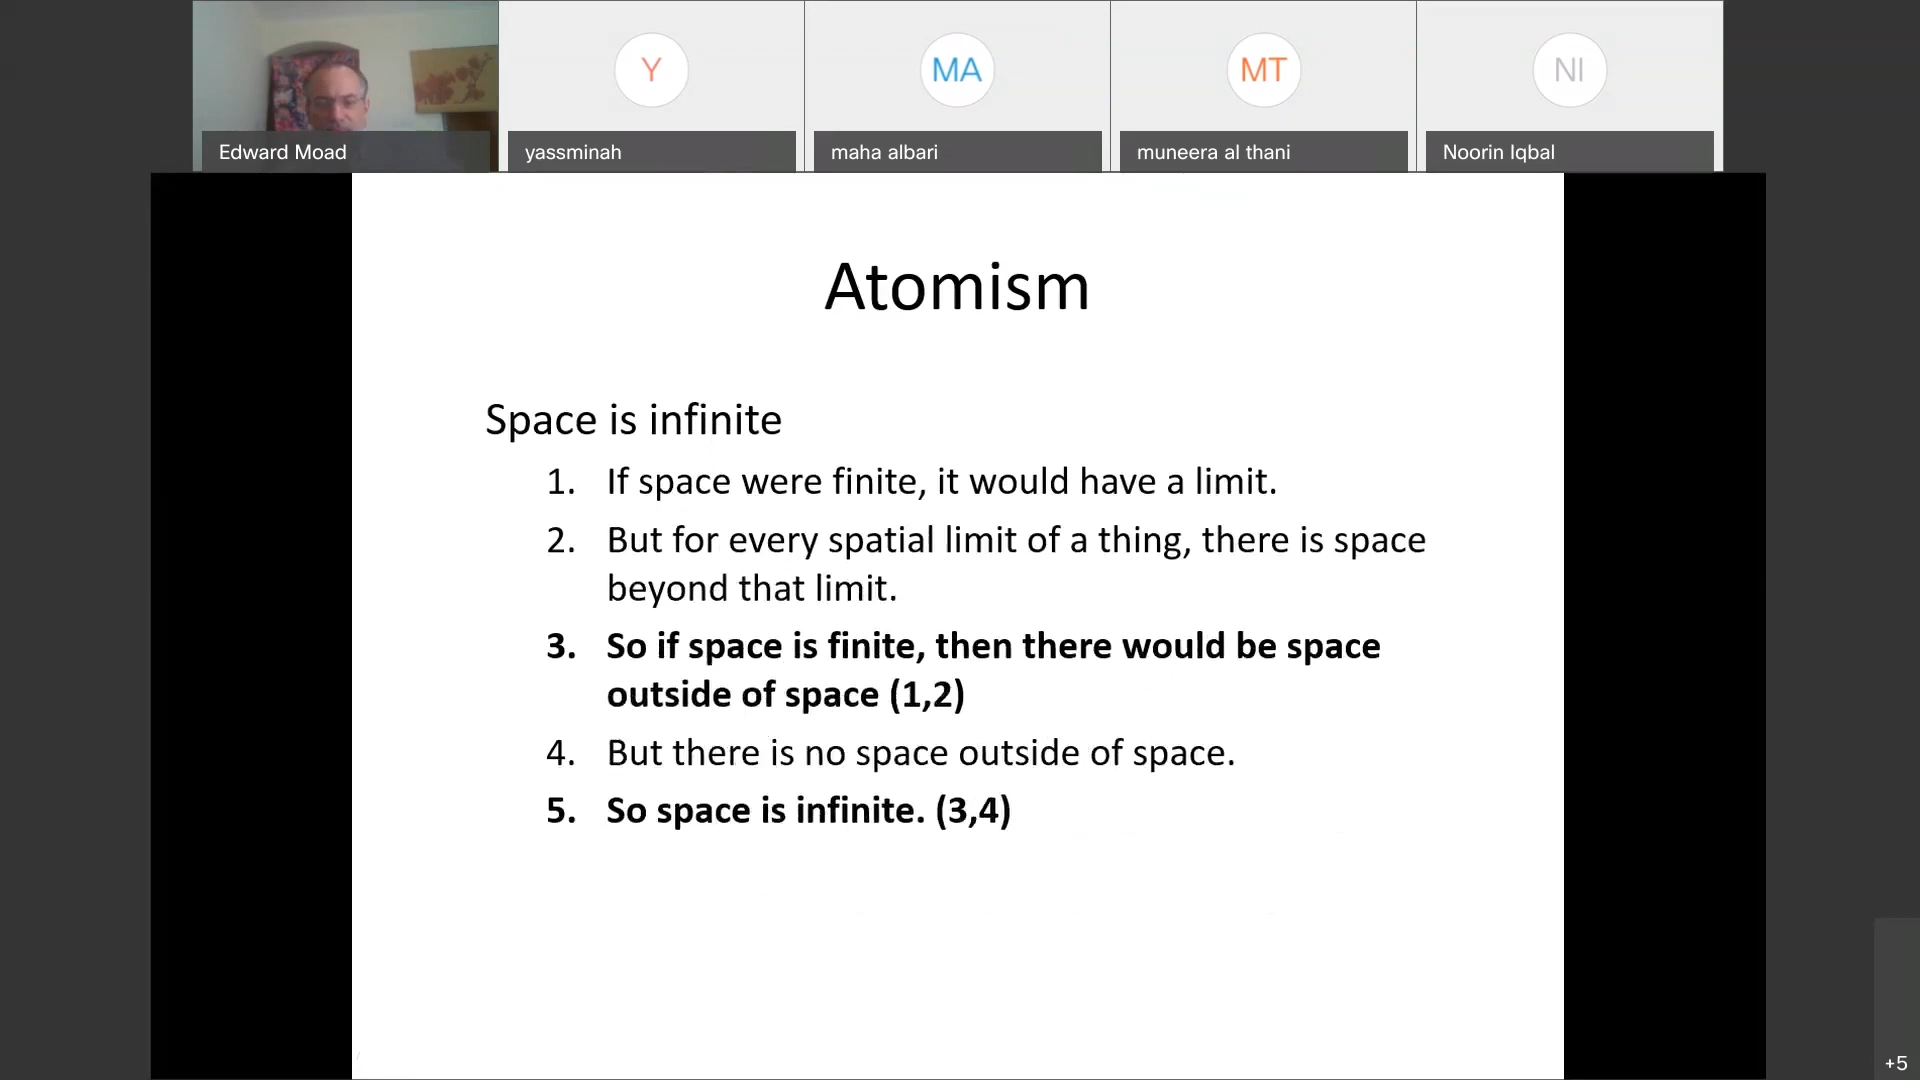 Y
MA
MT
NI
Edward Moad
yassminah
maha albari
muneera al thani
Noorin Iqbal
Atomism
Space is infinite
1. If space were finite, it would have a limit.
2. But for every spatial limit of a thing, there is space
beyond that limit.
3. So if space is finite, then there would be space
outside of space (1,2)
4. But there is no space outside of space.
5. So space is infinite. (3,4)
+5